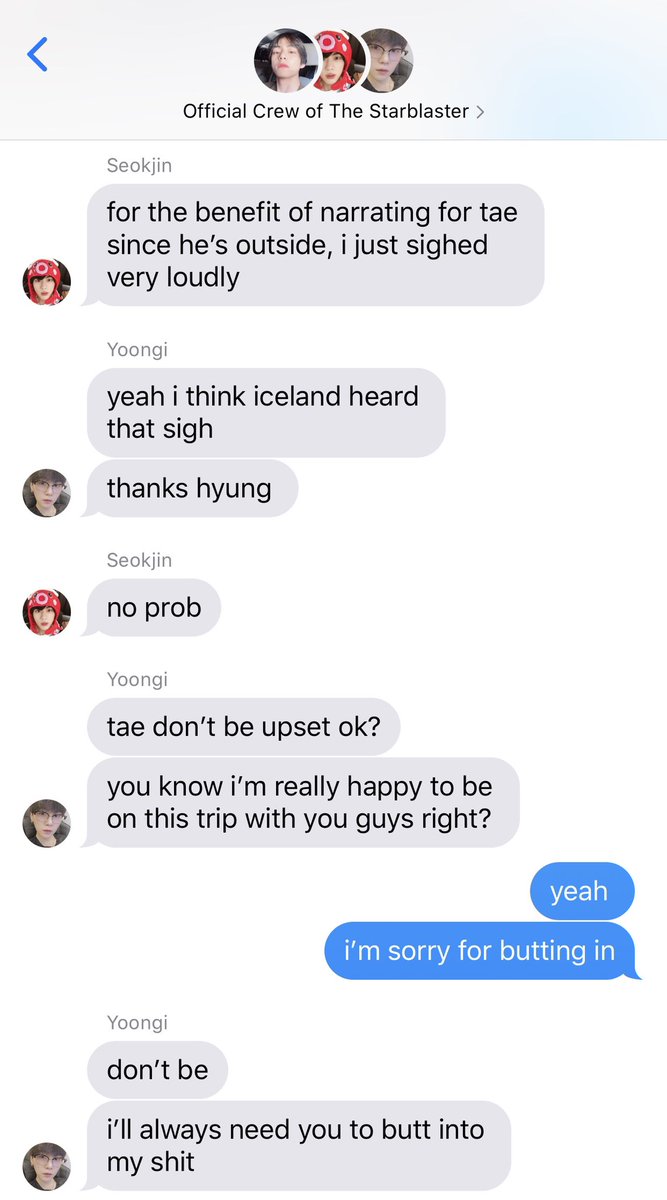 Official Crew of The Starblaster
Seokjin
for the benefit of narrating for tae
since he’s outside, i just sighed
very loudly
Yoongi
yeah i think iceland heard
that sigh
thanks hyung
Seokjin
no prob
Yoongi
tae don’t be upset ok?
you know i’m really happy to be
on this trip with you guys right?
yeah
i’m sorry for butting in
Yoongi
don’t be
i’ll always need you to butt into
my shit